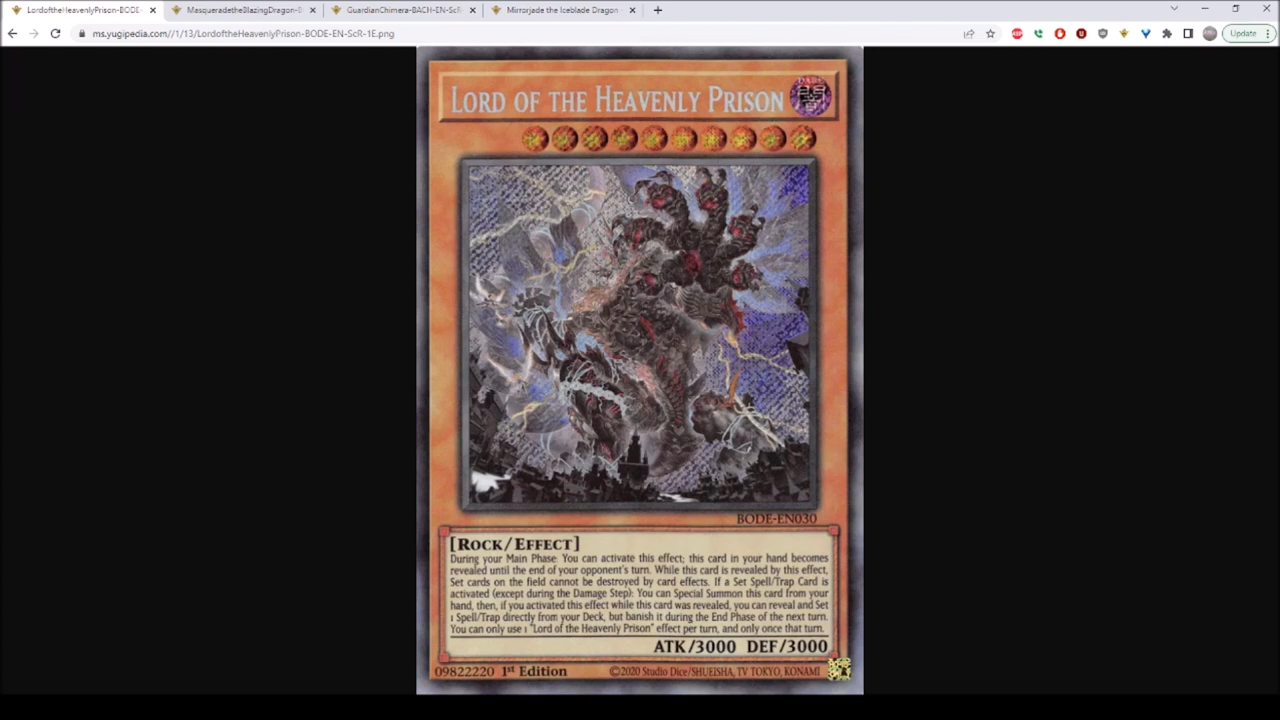 LordoftheHeavenlyPrison-BODE-
MasqueradetheBlazingDragon-B
GuardianChimera-BACH-EN-ScR
Mirrorjade the Iceblade Dragon
ms.yugipedia.com//1/13/LordoftheHeavenlyPrison-BODE-EN-ScR-1E.png
Update
LORD OF THE HEAVENLY PRISON
闇
BODE-EN030
[ROCK/EFFECT]
During your Main Phase: You can activate this effect; this card in your hand becomes
revealed until the end of your opponent's turn. While this card is revealed by this effect,
Set cards on the field cannot be destroyed by card effects. If a Set Spell/Trap Card is
activated (except during the Damage Step): You can Special Summon this card from your
hand, then, if you activated this effect while this card was revealed, you can reveal and Set
1 Spell/Trap directly from your Deck, but banish it during the End Phase of the next turn.
You can only use 1 "Lord of the Heavenly Prison" effect per turn, and only once that turn.
ATK/3000 DEF/3000
09822220 1st Edition ©2020 Studio Dice/SHUEISHA, TV TOKYO, KONAMI